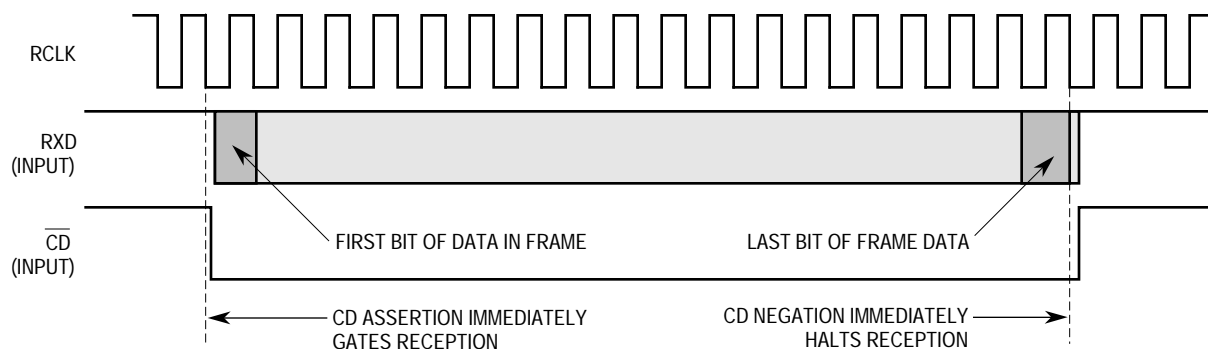 RCLK
RXD
(INPUT)
CD
(INPUT)
FIRST BIT OF DATA IN FRAME
LAST BIT OF FRAME DATA
CD ASSERTION IMMEDIATELY
GATES RECEPTION
CD NEGATION IMMEDIATELY
HALTS RECEPTION